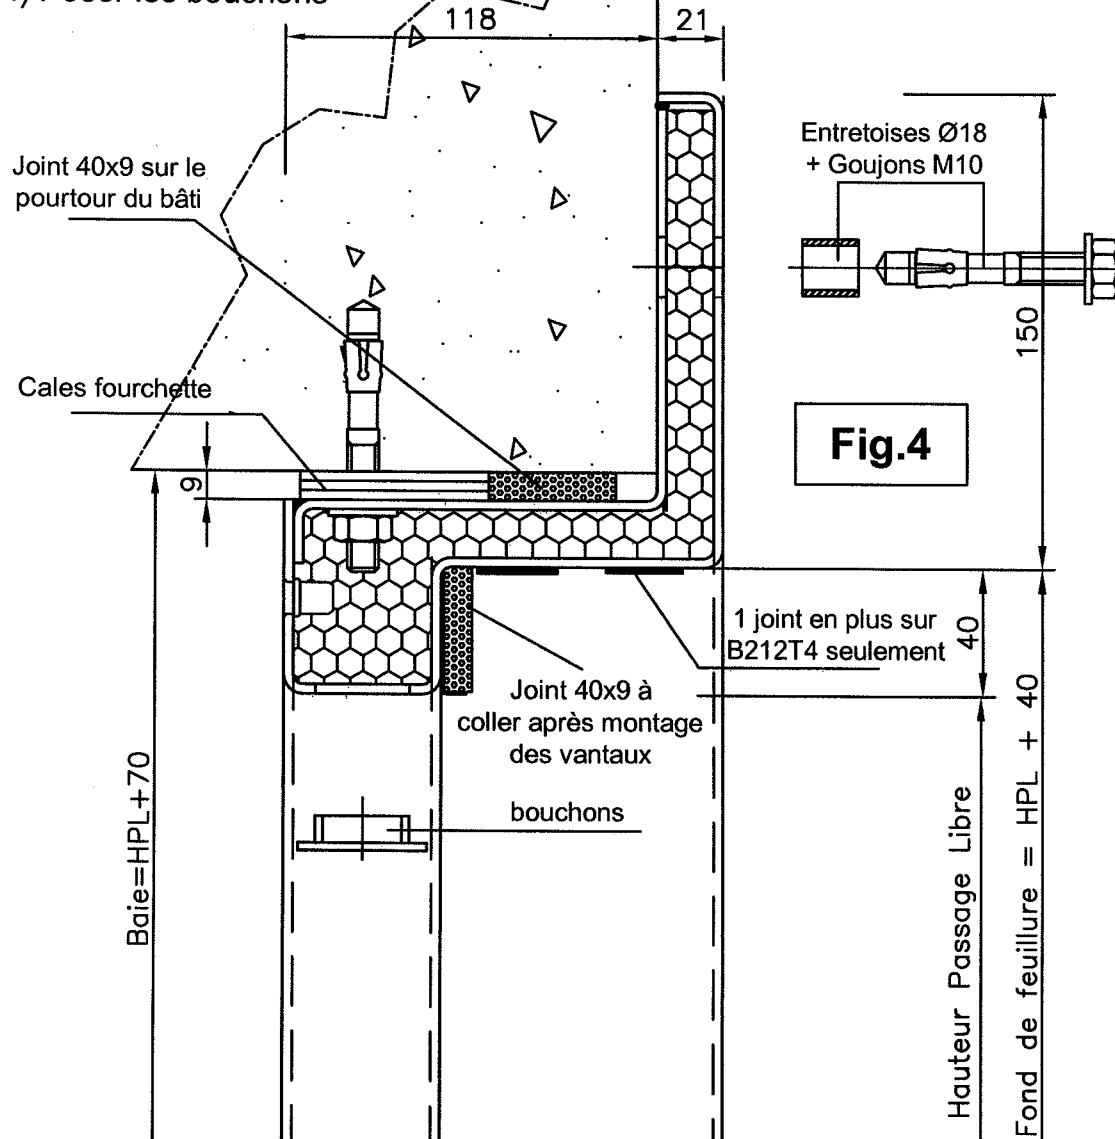 les bouchons
118
21
Entretoises Ø18
+ Goujons M10
Joint 40x9 sur le
pourtour du bâti
150
Cales fourchette
Fig.4
9
1 joint en plus sur
B212T4 seulement
40
Joint 40x9 à
coller après montage
des vantaux
bouchons
Baie=HPL+70
Hauteur Passage Libre
Fond de feuillure = HPL + 40